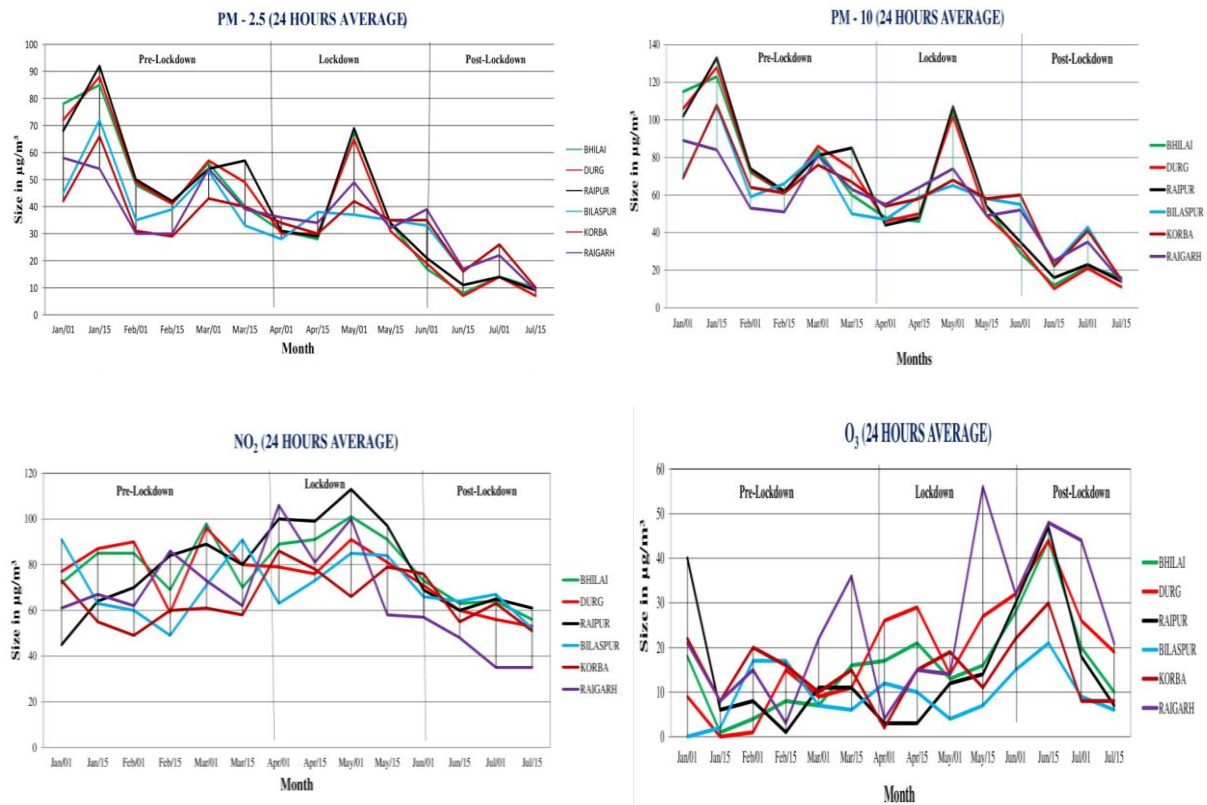 PM - 2.5 (24 HOURS AVERAGE)
Pre-Lockdown Lockdown Post-Lockdown
Size in µg/m³
100
90
80
70
60
50
40
30
20
10
0
Jan/01 Jan/15 Feb/01 Feb/15 Mar/01 Mar/15 Apr/01 Apr/15 May/01 May/15 Jun/01 Jun/15 Jul/01 Jul/15
Month
BHILAI
DURG
RAIPUR
BILASPUR
KORBA
RAIGARH
PM - 10 (24 HOURS AVERAGE)
Pre-Lockdown Lockdown Post-Lockdown
Size in µg/m³
140
120
100
80
60
40
20
0
Jan/01 Jan/15 Feb/01 Feb/15 Mar/01 Mar/15 Apr/01 Apr/15 May/01 May/15 Jun/01 Jun/15 Jul/01 Jul/15
Months
BHILAI
DURG
RAIPUR
BILASPUR
KORBA
RAIGARH
NO₂ (24 HOURS AVERAGE)
Pre-Lockdown Lockdown Post-Lockdown
Size in µg/m³
120
100
80
60
40
20
0
Jan/01 Jan/15 Feb/01 Feb/15 Mar/01 Mar/15 Apr/01 Apr/15 May/01 May/15 Jun/01 Jun/15 Jul/01 Jul/15
Month
BHILAI
DURG
RAIPUR
BILASPUR
KORBA
RAIGARH
O₃ (24 HOURS AVERAGE)
Pre-Lockdown Lockdown Post-Lockdown
Size in µg/m³
60
50
40
30
20
10
0
Jan/01 Jan/15 Feb/01 Feb/15 Mar/01 Mar/15 Apr/01 Apr/15 May/01 May/15 Jun/01 Jun/15 Jul/01 Jul/15
Month
BHILAI
DURG
RAIPUR
BILASPUR
KORBA
RAIGARH